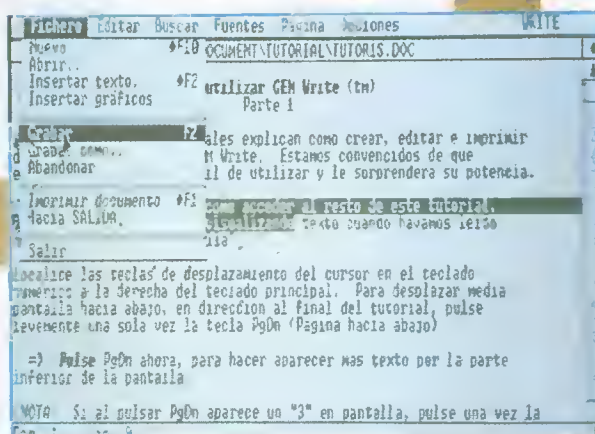 Fichero Editar Buscar Fuentes Página Opciones WRITE
Nuevo ♦F10 OCUMENT\TUTORIAL\TUTORIS.DOC
Abrir..
Insertar texto. ♦F2 utilizar GEM Write (tm)
Insertar gráficos Parte 1
Grabar F2 ales explican como crear, editar e imprimir
Grabar como.. M Write. Estamos convencidos de que
Abandonar il de utilizar y le sorprendera su potencia.
Imprimir documento ♦F1 como acceder al resto de este tutorial.
Hacia SALIDA. texto cuando hayamos leido
Salir
Localice las teclas de desplazamiento del cursor en el teclado
numerico a la derecha del teclado principal. Para desplazar media
pantalla hacia abajo, en direccion al final del tutorial, pulse
levemente una sola vez la tecla PgDn (Pagina hacia abajo)
=) Pulse PgDn ahora, para hacer aparecer mas texto por la parte
inferior de la pantalla
NOTA Si al pulsar PgDn aparece un "3" en pantalla, pulse una vez la